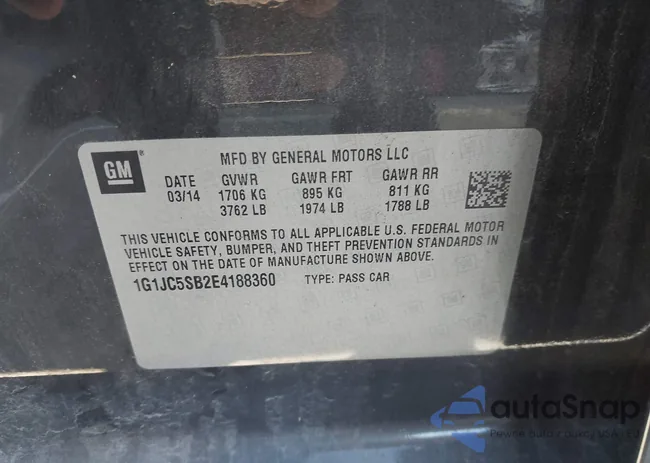 GM
MFD BY GENERAL MOTORS LLC
DATE GVWR GAWR FRT GAWR RR
03/14 1706 KG 895 KG 811 KG
3762 LB 1974 LB 1788 LB
THIS VEHICLE CONFORMS TO ALL APPLICABLE U.S. FEDERAL MOTOR
VEHICLE SAFETY, BUMPER, AND THEFT PREVENTION STANDARDS IN
EFFECT ON THE DATE OF MANUFACTURE SHOWN ABOVE.
1G1JC5SB2E4188360 TYPE: PASS CAR
autaSnap